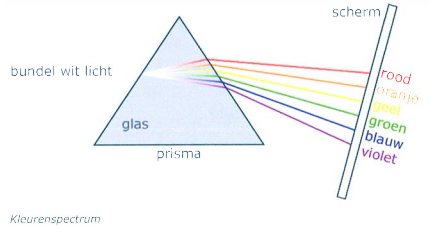 scherm
bundel wit licht
rood
oranje
geel
groen
blauw
violet
glas
prisma
Kleurenspectrum